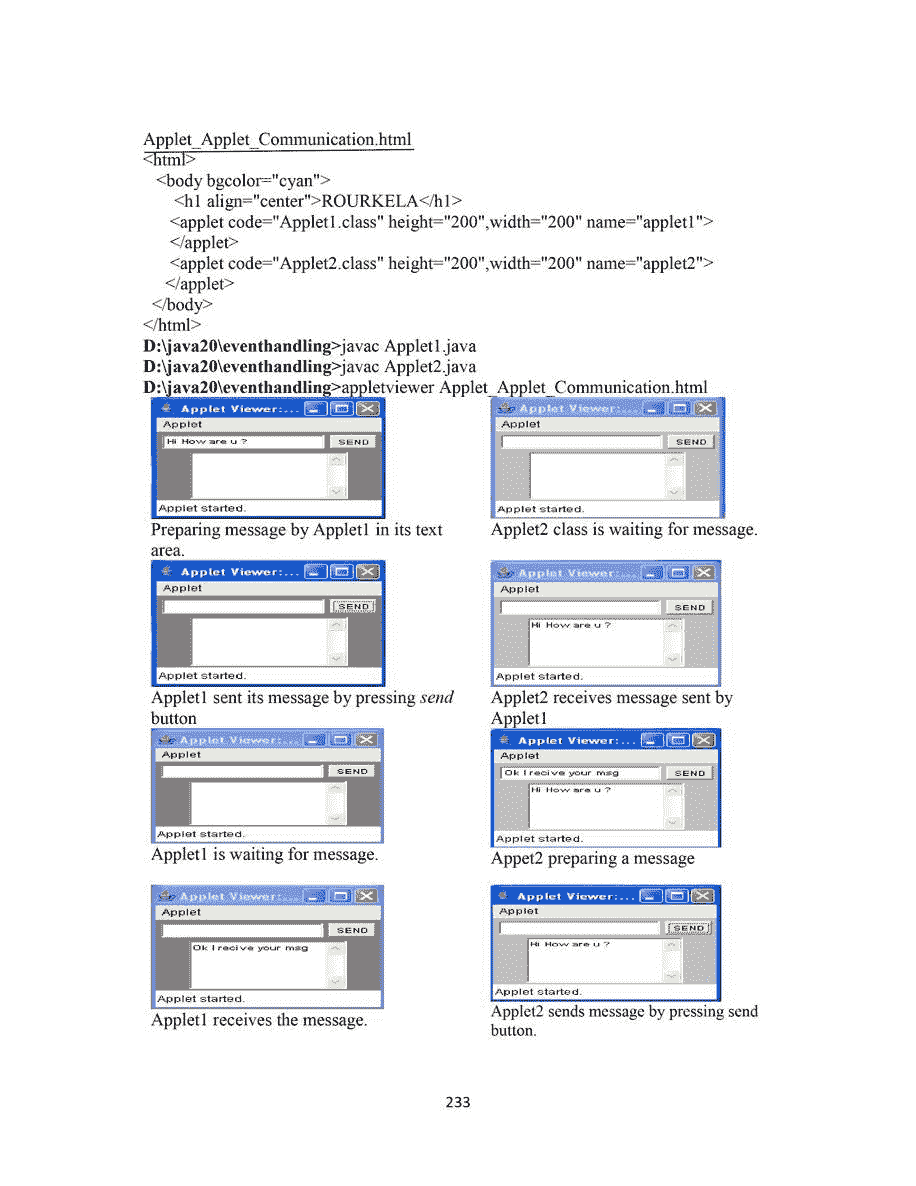 Applet_Applet_Communication.html
<html>
<body bgcolor="cyan">
<h1 align="center">ROURKELA</h1>
<applet code="Applet1.class" height="200",width="200" name="applet1">
</applet>
<applet code="Applet2.class" height="200",width="200" name="applet2">
</applet>
</body>
</html>
D:\java20\eventhandling>javac Applet1.java
D:\java20\eventhandling>javac Applet2.java
D:\java20\eventhandling>appletviewer Applet_Applet_Communication.html
Applet Viewer:...
Applet
Hi How are u ? SEND
Applet started.
Preparing message by Applet1 in its text
area.
Applet Viewer:...
Applet
SEND
Applet started.
Applet2 class is waiting for message.
Applet Viewer:...
Applet
SEND
Applet started.
Applet1 sent its message by pressing send
button
Applet Viewer:...
Applet
SEND
Hi How are u ?
Applet started.
Applet2 receives message sent by
Applet1
Applet Viewer:...
Applet
SEND
Applet started.
Applet1 is waiting for message.
Applet Viewer:...
Applet
Ok I recive your msg SEND
Hi How are u ?
Applet started.
Appet2 preparing a message
Applet Viewer:...
Applet
SEND
Ok I recive your msg
Applet started.
Applet1 receives the message.
Applet Viewer:...
Applet
SEND
Hi How are u ?
Applet started.
Applet2 sends message by pressing send
button.
233